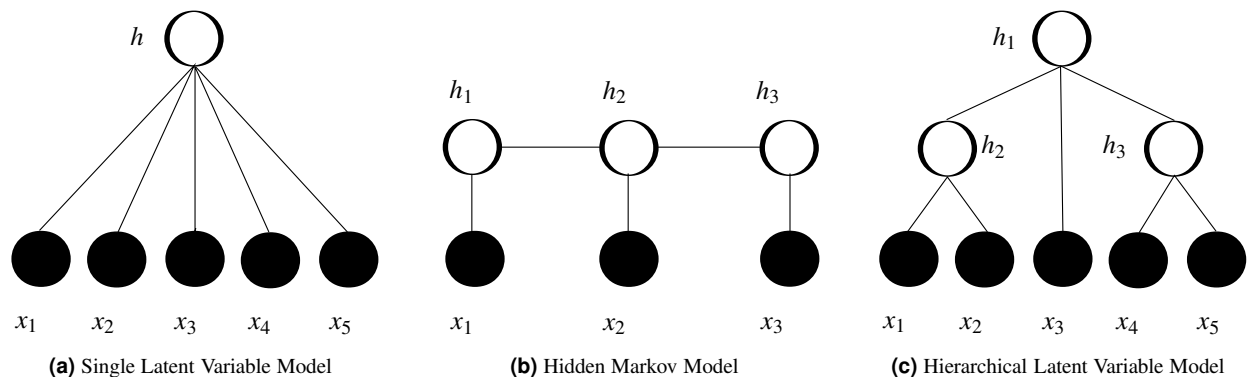 h
h₁
h₁ h₂ h₃
h₂ h₃
x₁ x₂ x₃ x₄ x₅ x₁ x₂ x₃ x₁ x₂ x₃ x₄ x₅
(a) Single Latent Variable Model (b) Hidden Markov Model (c) Hierarchical Latent Variable Model